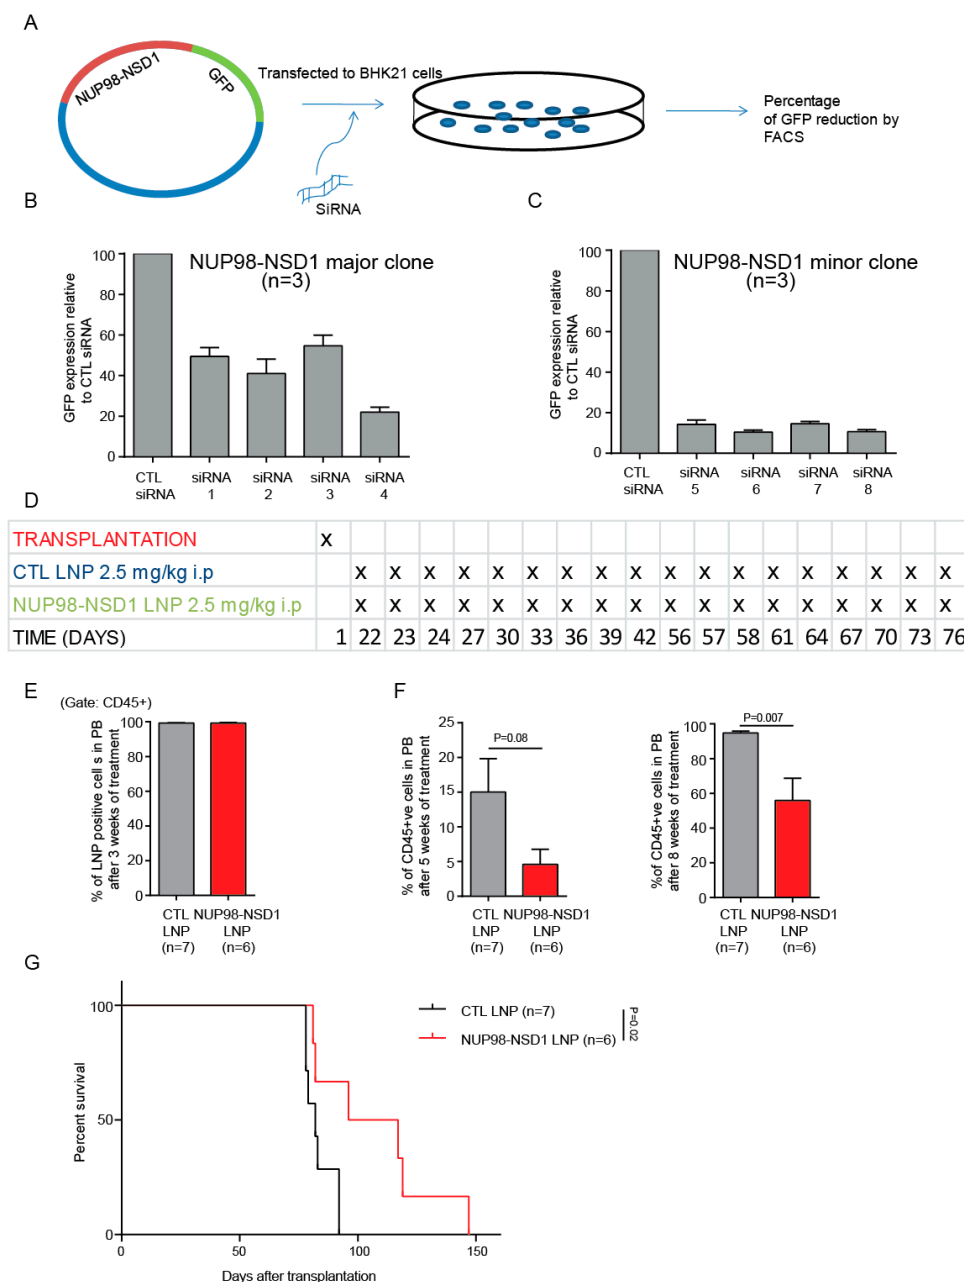 A
NUP98-NSD1
GFP
Transfected to BHK21 cells
SiRNA
Percentage
of GFP reduction by
FACS
B
GFP expression relative
to CTL siRNA
100
80
60
40
20
0
NUP98-NSD1 major clone
(n=3)
CTL siRNA siRNA siRNA siRNA
siRNA 1 2 3 4
C
GFP expression relative
to CTL siRNA
100
80
60
40
20
0
NUP98-NSD1 minor clone
(n=3)
CTL siRNA siRNA siRNA siRNA
siRNA 5 6 7 8
D
TRANSPLANTATION x
CTL LNP 2.5 mg/kg i.p x x x x x x x x x x x x x x x x x x
NUP98-NSD1 LNP 2.5 mg/kg i.p x x x x x x x x x x x x x x x x x x
TIME (DAYS) 1 22 23 24 27 30 33 36 39 42 56 57 58 61 64 67 70 73 76
E
(Gate: CD45+)
% of LNP positive cell s in PB
after 3 weeks of treatment
100
80
60
40
20
0
CTL NUP98-NSD1
LNP LNP
(n=7) (n=6)
F
% of CD45+ve cells in PB
after 5 weeks of treatment
25
20
15
10
5
0
P=0.08
CTL NUP98-NSD1
LNP LNP
(n=7) (n=6)
%of CD45+ve cells in PB
after 8 weeks of treatment
100
80
60
40
20
0
P=0.007
CTL NUP98-NSD1
LNP LNP
(n=7) (n=6)
G
Percent survival
100
50
0
0 50 100 150
Days after transplantation
CTL LNP (n=7)
NUP98-NSD1 LNP (n=6)
P=0.02